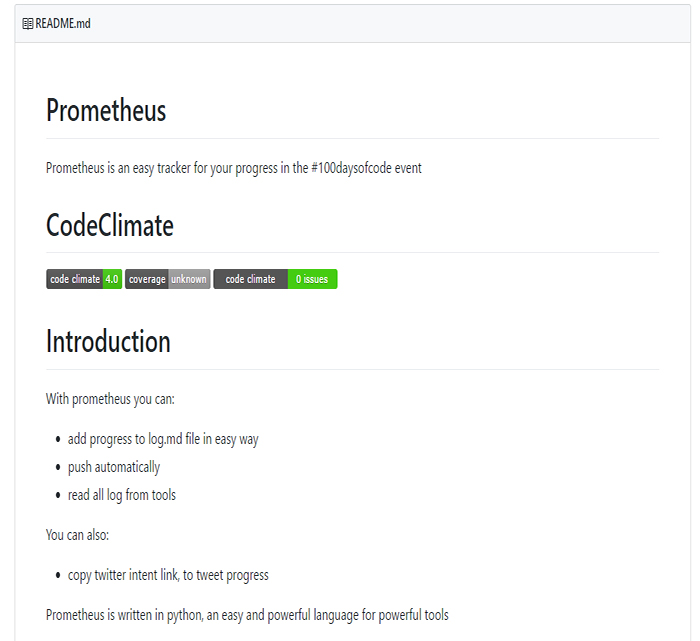 README.md
Prometheus
Prometheus is an easy tracker for your progress in the #100daysofcode event
CodeClimate
code climate 4.0 coverage unknown code climate 0 issues
Introduction
With prometheus you can:
add progress to log.md file in easy way
push automatically
read all log from tools
You can also:
copy twitter intent link, to tweet progress
Prometheus is written in python, an easy and powerful language for powerful tools